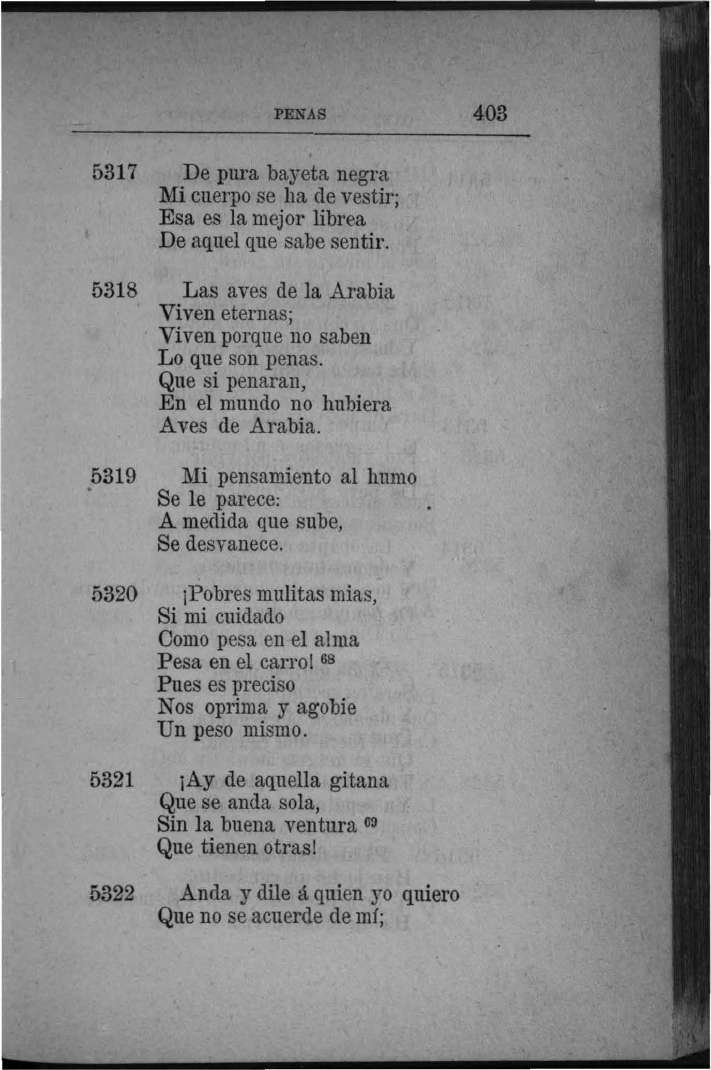 PENAS 403
5317 De pura bayeta negra
Mi cuerpo se ha de vestir;
Esa es la mejor librea
De aquel que sabe sentir.
5318 Las aves de la Arabia
Viven eternas;
Viven porque no saben
Lo que son penas.
Que si penaran,
En el mundo no hubiera
Aves de Arabia.
5319 Mi pensamiento al humo
Se le parece:
A medida que sube,
Se desvanece.
5320 ¡Pobres mulitas mias,
Si mi cuidado
Como pesa en el alma
Pesa en el carro! 68
Pues es preciso
Nos oprima y agobie
Un peso mismo.
5321 ¡Ay de aquella gitana
Que se anda sola,
Sin la buena ventura 69
Que tienen otras!
5322 Anda y dile á quien yo quiero
Que no se acuerde de mí;